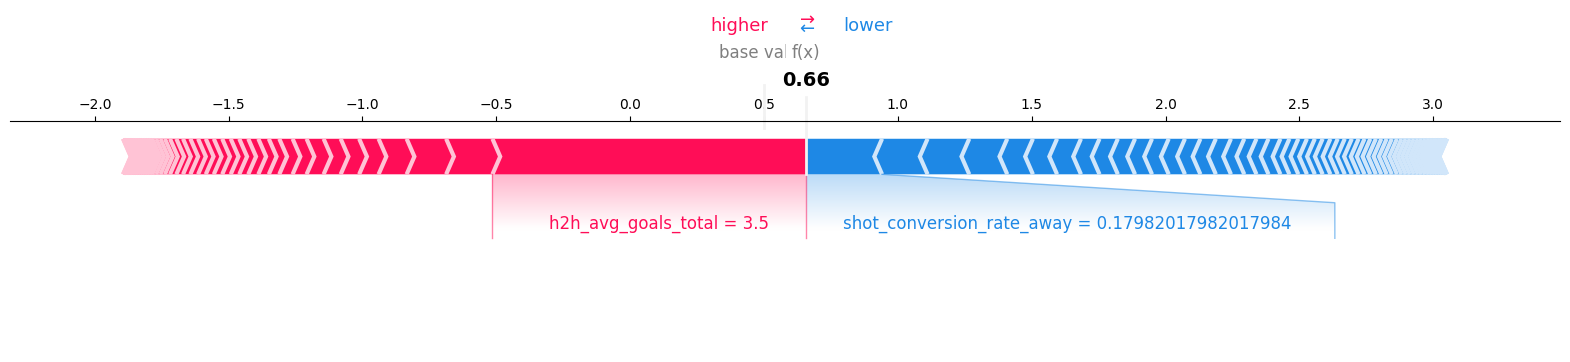 higher ⇄ lower
base val f(x)
0.66
−2.0 −1.5 −1.0 −0.5 0.0 0.5 1.0 1.5 2.0 2.5 3.0
h2h_avg_goals_total = 3.5 shot_conversion_rate_away = 0.17982017982017984